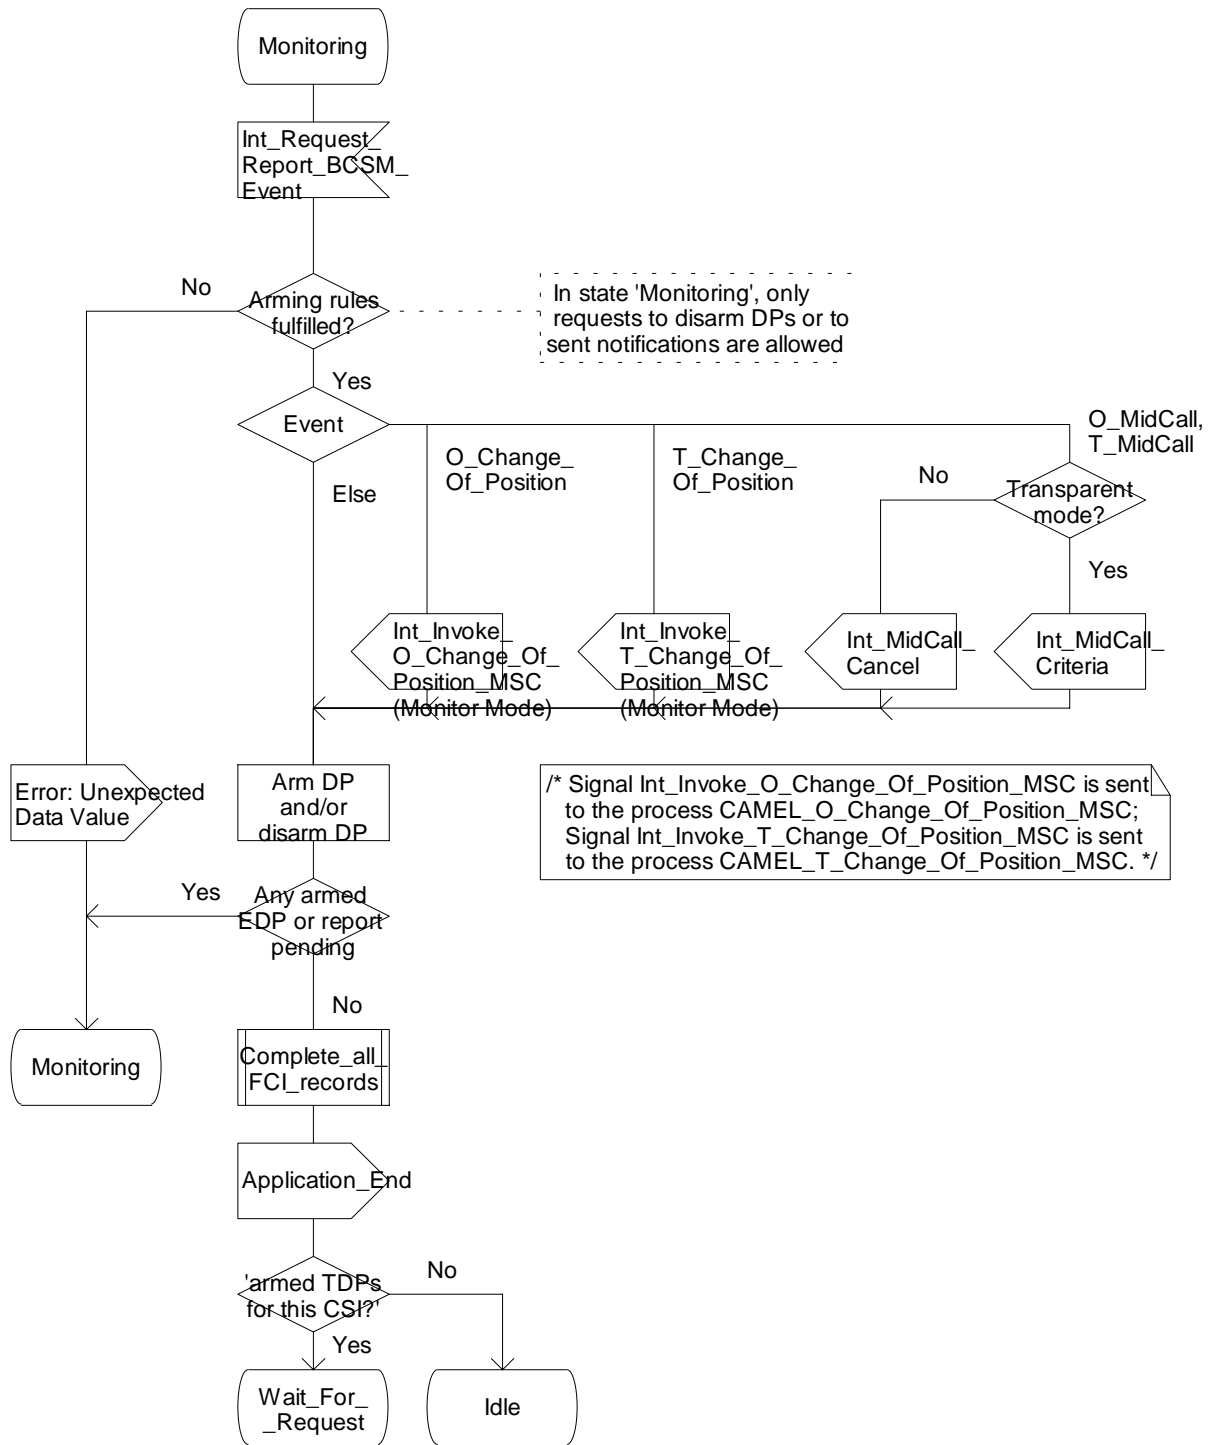 Monitoring
Int_Request_
Report_BCSM_
Event
No
Arming rules
fulfilled?
In state 'Monitoring', only
requests to disarm DPs or to
sent notifications are allowed
Yes
Event
O_MidCall,
T_MidCall
O_Change_
Of_Position
T_Change_
Of_Position
Else
No
Transparent
mode?
Yes
Int_Invoke_
O_Change_Of_
Position_MSC
(Monitor Mode)
Int_Invoke_
T_Change_Of_
Position_MSC
(Monitor Mode)
Int_MidCall_
Cancel
Int_MidCall_
Criteria
Error: Unexpected
Data Value
Arm DP
and/or
disarm DP
/* Signal Int_Invoke_O_Change_Of_Position_MSC is sent
to the process CAMEL_O_Change_Of_Position_MSC;
Signal Int_Invoke_T_Change_Of_Position_MSC is sent
to the process CAMEL_T_Change_Of_Position_MSC. */
Yes
Any armed
EDP or report
pending
No
Monitoring
Complete_all_
FCI_records
Application_End
'armed TDPs
for this CSI?'
No
Yes
Wait_For_
_Request
Idle